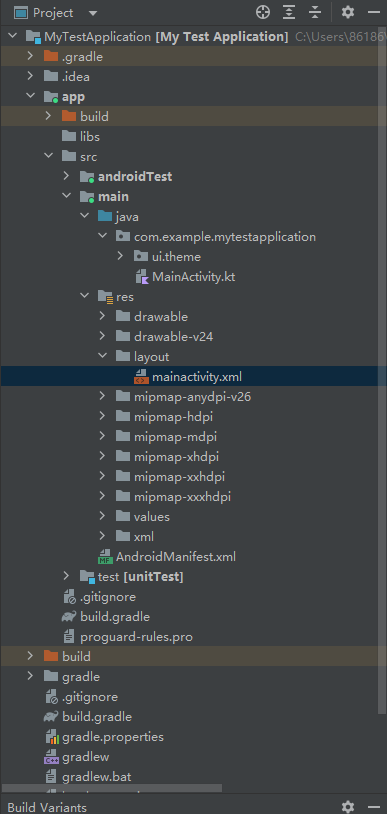 Project
MyTestApplication [My Test Application] C:\Users\86186
.gradle
.idea
app
build
libs
src
androidTest
main
java
com.example.mytestapplication
ui.theme
MainActivity.kt
res
drawable
drawable-v24
layout
mainactivity.xml
mipmap-anydpi-v26
mipmap-hdpi
mipmap-mdpi
mipmap-xhdpi
mipmap-xxhdpi
mipmap-xxxhdpi
values
xml
AndroidManifest.xml
test [unitTest]
.gitignore
build.gradle
proguard-rules.pro
build
gradle
.gitignore
build.gradle
gradle.properties
gradlew
gradlew.bat
Build Variants